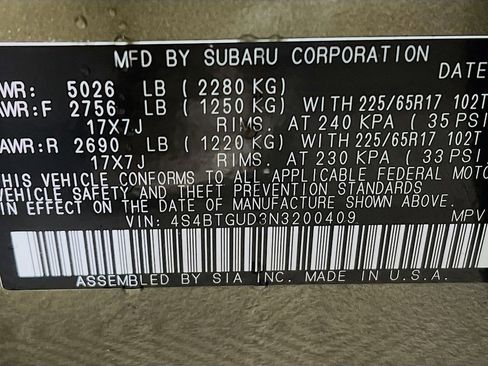 MFD BY SUBARU CORPORATION
DATE
WR: 5026 LB (2280 KG)
AWR:F 2756 LB (1250 KG) WITH 225/65R17 102T
17X7J RIMS. AT 240 KPA (35 PSI
AWR:R 2690 LB (1220 KG) WITH 225/65R17 102T
17X7J RIMS. AT 230 KPA (33 PSI
THIS VEHICLE CONFORMS TO ALL APPLICABLE FEDERAL MOTO
VEHICLE SAFETY AND THEFT PREVENTION STANDARDS
IN EFFECT ON THE DATE OF MANUFACTURE SHOWN ABOVE.
VIN: 4S4BTGUD3N3200409 MPV
ASSEMBLED BY SIA INC. MADE IN U.S.A.